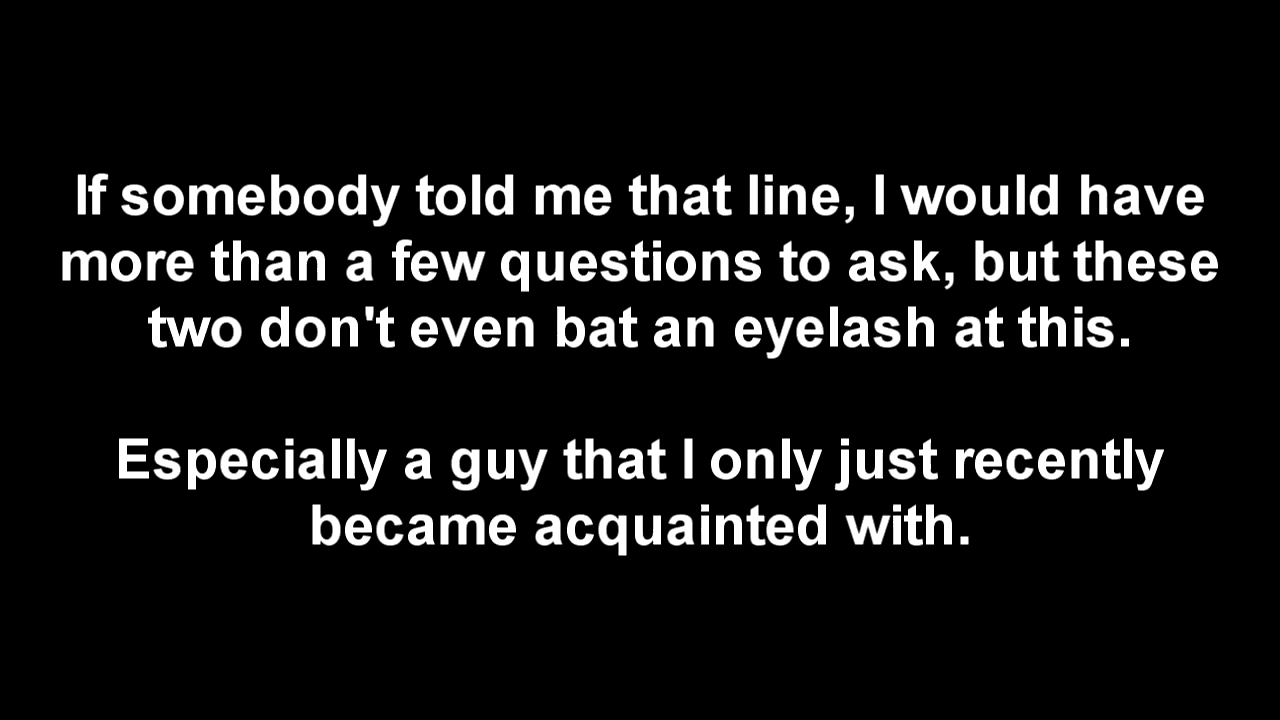 If somebody told me that line, I would have
more than a few questions to ask, but these
two don't even bat an eyelash at this.
Especially a guy that I only just recently
became acquainted with.